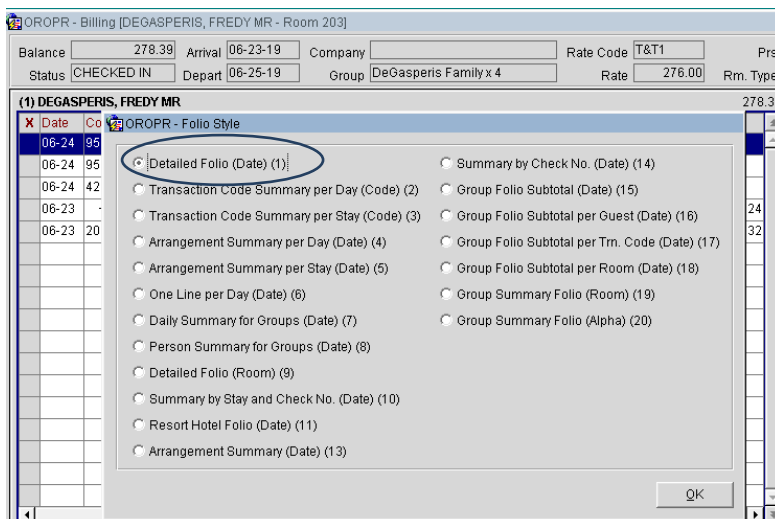 OROPR - Billing [DEGASPERIS, FREDY MR - Room 203]
Balance 278.39 Arrival 06-23-19 Company Rate Code T&T1 Prs
Status CHECKED IN Depart 06-25-19 Group DeGasperis Family x 4 Rate 276.00 Rm. Type
(1) DEGASPERIS, FREDY MR 278.3
X Date Co OROPR - Folio Style
06-24 95
06-24 95
06-24 42
06-23 - 24
06-23 20 32
Detailed Folio (Date) (1)
Transaction Code Summary per Day (Code) (2)
Transaction Code Summary per Stay (Code) (3)
Arrangement Summary per Day (Date) (4)
Arrangement Summary per Stay (Date) (5)
One Line per Day (Date) (6)
Daily Summary for Groups (Date) (7)
Person Summary for Groups (Date) (8)
Detailed Folio (Room) (9)
Summary by Stay and Check No. (Date) (10)
Resort Hotel Folio (Date) (11)
Arrangement Summary (Date) (13)
Summary by Check No. (Date) (14)
Group Folio Subtotal (Date) (15)
Group Folio Subtotal per Guest (Date) (16)
Group Folio Subtotal per Trn. Code (Date) (17)
Group Folio Subtotal per Room (Date) (18)
Group Summary Folio (Room) (19)
Group Summary Folio (Alpha) (20)
OK